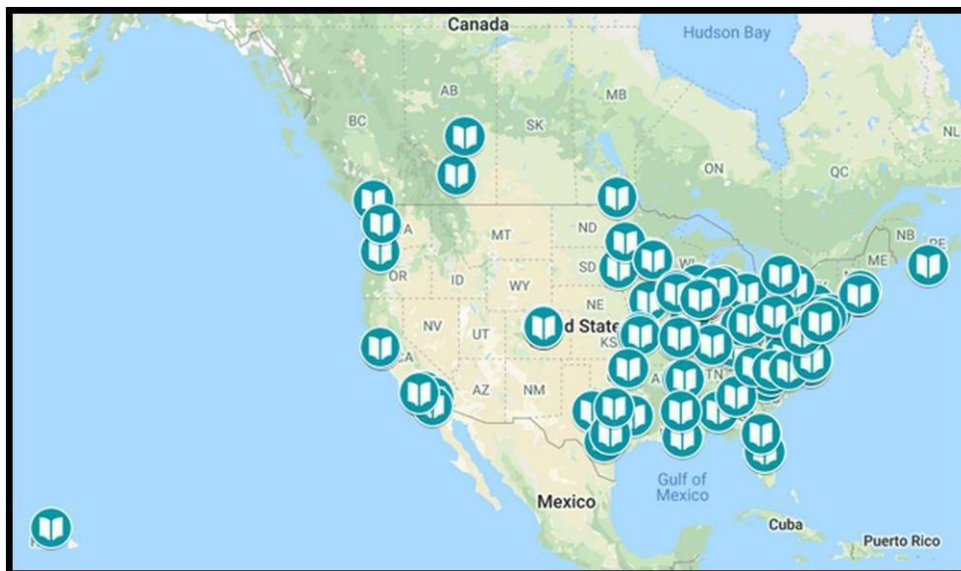 Canada
Hudson Bay
AB
MB
BC
SK
NL
ON
QC
NB
PE
ND
MT
ME
WI
OR
ID
SD
WY
NE
NV
UT
d State
KS
CA
TN
AZ
NM
Gulf of
Mexico
Mexico
Cuba
Puerto Rico